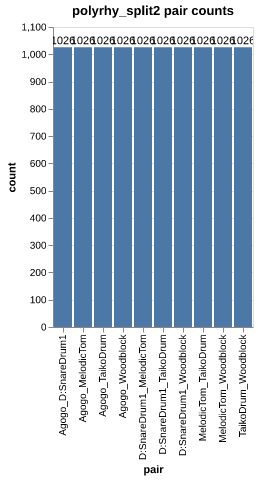 polyrhy_split2 pair counts
1,100
1,000
900
800
700
600
500
400
300
200
100
0
count
1026 1026 1026 1026 1026 1026 1026 1026 1026 1026
Agogo_D:SnareDrum1
Agogo_MelodicTom
Agogo_TaikoDrum
Agogo_Woodblock
D:SnareDrum1_MelodicTom
D:SnareDrum1_TaikoDrum
D:SnareDrum1_Woodblock
MelodicTom_TaikoDrum
MelodicTom_Woodblock
TaikoDrum_Woodblock
pair